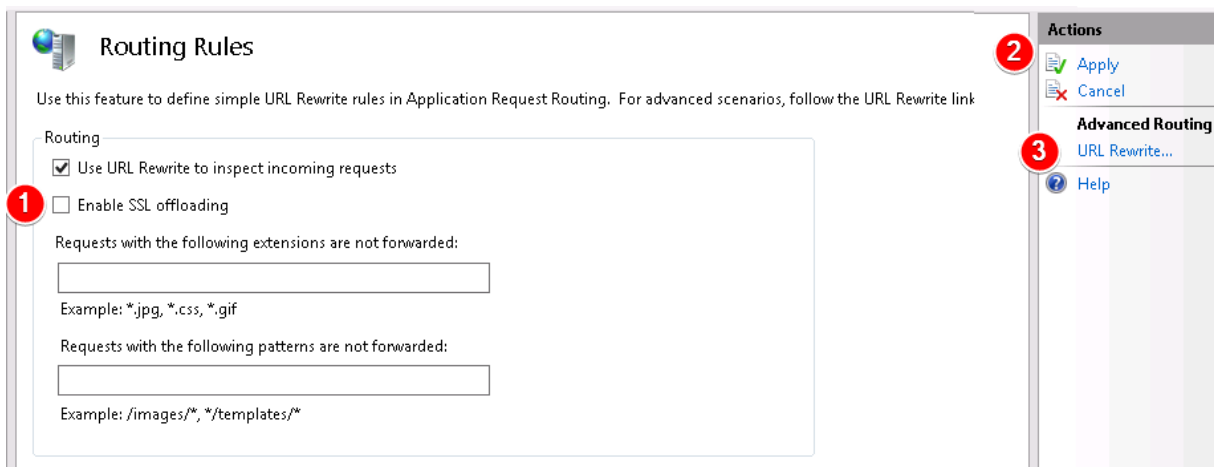 Routing Rules
Use this feature to define simple URL Rewrite rules in Application Request Routing. For advanced scenarios, follow the URL Rewrite link
Routing
Use URL Rewrite to inspect incoming requests
1
Enable SSL offloading
Requests with the following extensions are not forwarded:
Example: *.jpg, *.css, *.gif
Requests with the following patterns are not forwarded:
Example: /images/*, */templates/*
Actions
2
Apply
Cancel
Advanced Routing
3
URL Rewrite...
Help